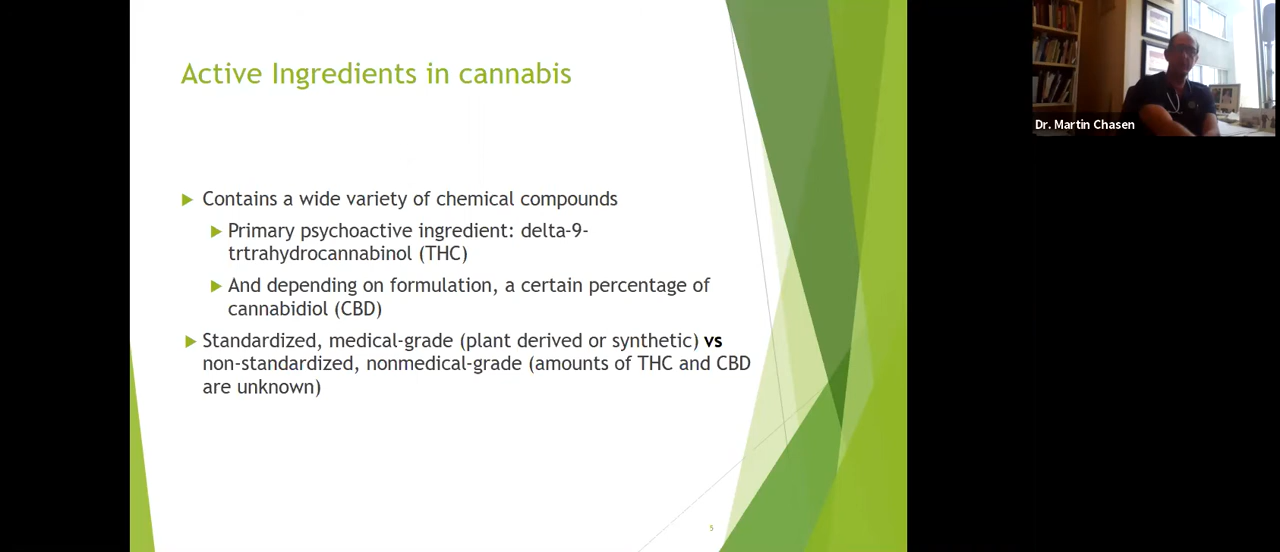 Active Ingredients in cannabis
Contains a wide variety of chemical compounds
Primary psychoactive ingredient: delta-9-
trtrahydrocannabinol (THC)
And depending on formulation, a certain percentage of
cannabidiol (CBD)
Standardized, medical-grade (plant derived or synthetic) vs
non-standardized, nonmedical-grade (amounts of THC and CBD
are unknown)
5
Dr. Martin Chasen